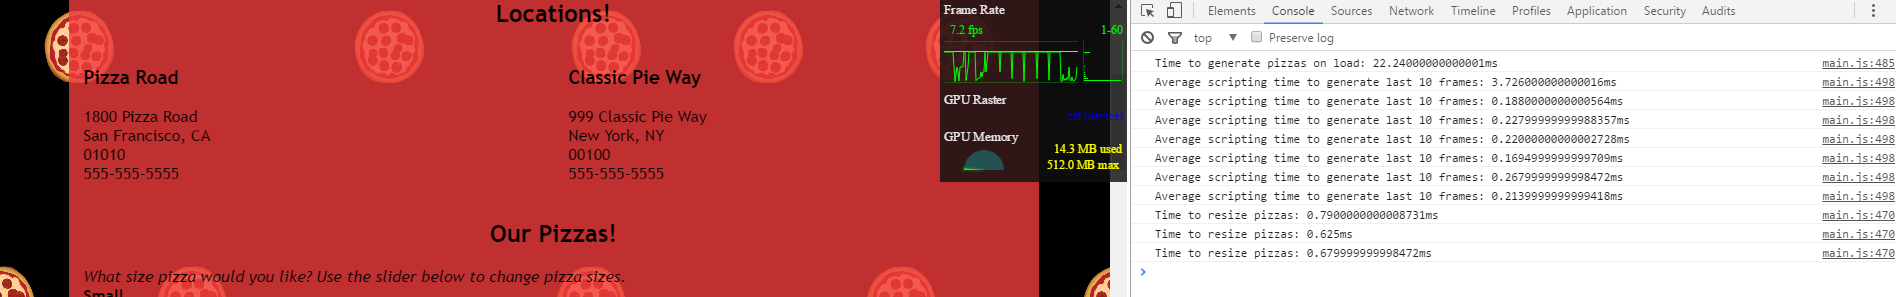 Locations!
Pizza Road
1800 Pizza Road
San Francisco, CA
01010
555-555-5555
Classic Pie Way
999 Classic Pie Way
New York, NY
00100
555-555-5555
Our Pizzas!
What size pizza would you like? Use the slider below to change pizza sizes.
Small
Frame Rate
7.2 fps 1-60
GPU Raster
off
GPU Memory
14.3 MB used
512.0 MB max
Elements Console Sources Network Timeline Profiles Application Security Audits
top Preserve log
Time to generate pizzas on load: 22.24000000000001ms main.js:485
Average scripting time to generate last 10 frames: 3.726000000000016ms main.js:498
Average scripting time to generate last 10 frames: 0.1880000000000564ms main.js:498
Average scripting time to generate last 10 frames: 0.22799999999988357ms main.js:498
Average scripting time to generate last 10 frames: 0.22000000000002728ms main.js:498
Average scripting time to generate last 10 frames: 0.1694999999999709ms main.js:498
Average scripting time to generate last 10 frames: 0.2679999999998472ms main.js:498
Average scripting time to generate last 10 frames: 0.2139999999999418ms main.js:498
Time to resize pizzas: 0.7900000000008731ms main.js:470
Time to resize pizzas: 0.625ms main.js:470
Time to resize pizzas: 0.679999999998472ms main.js:470